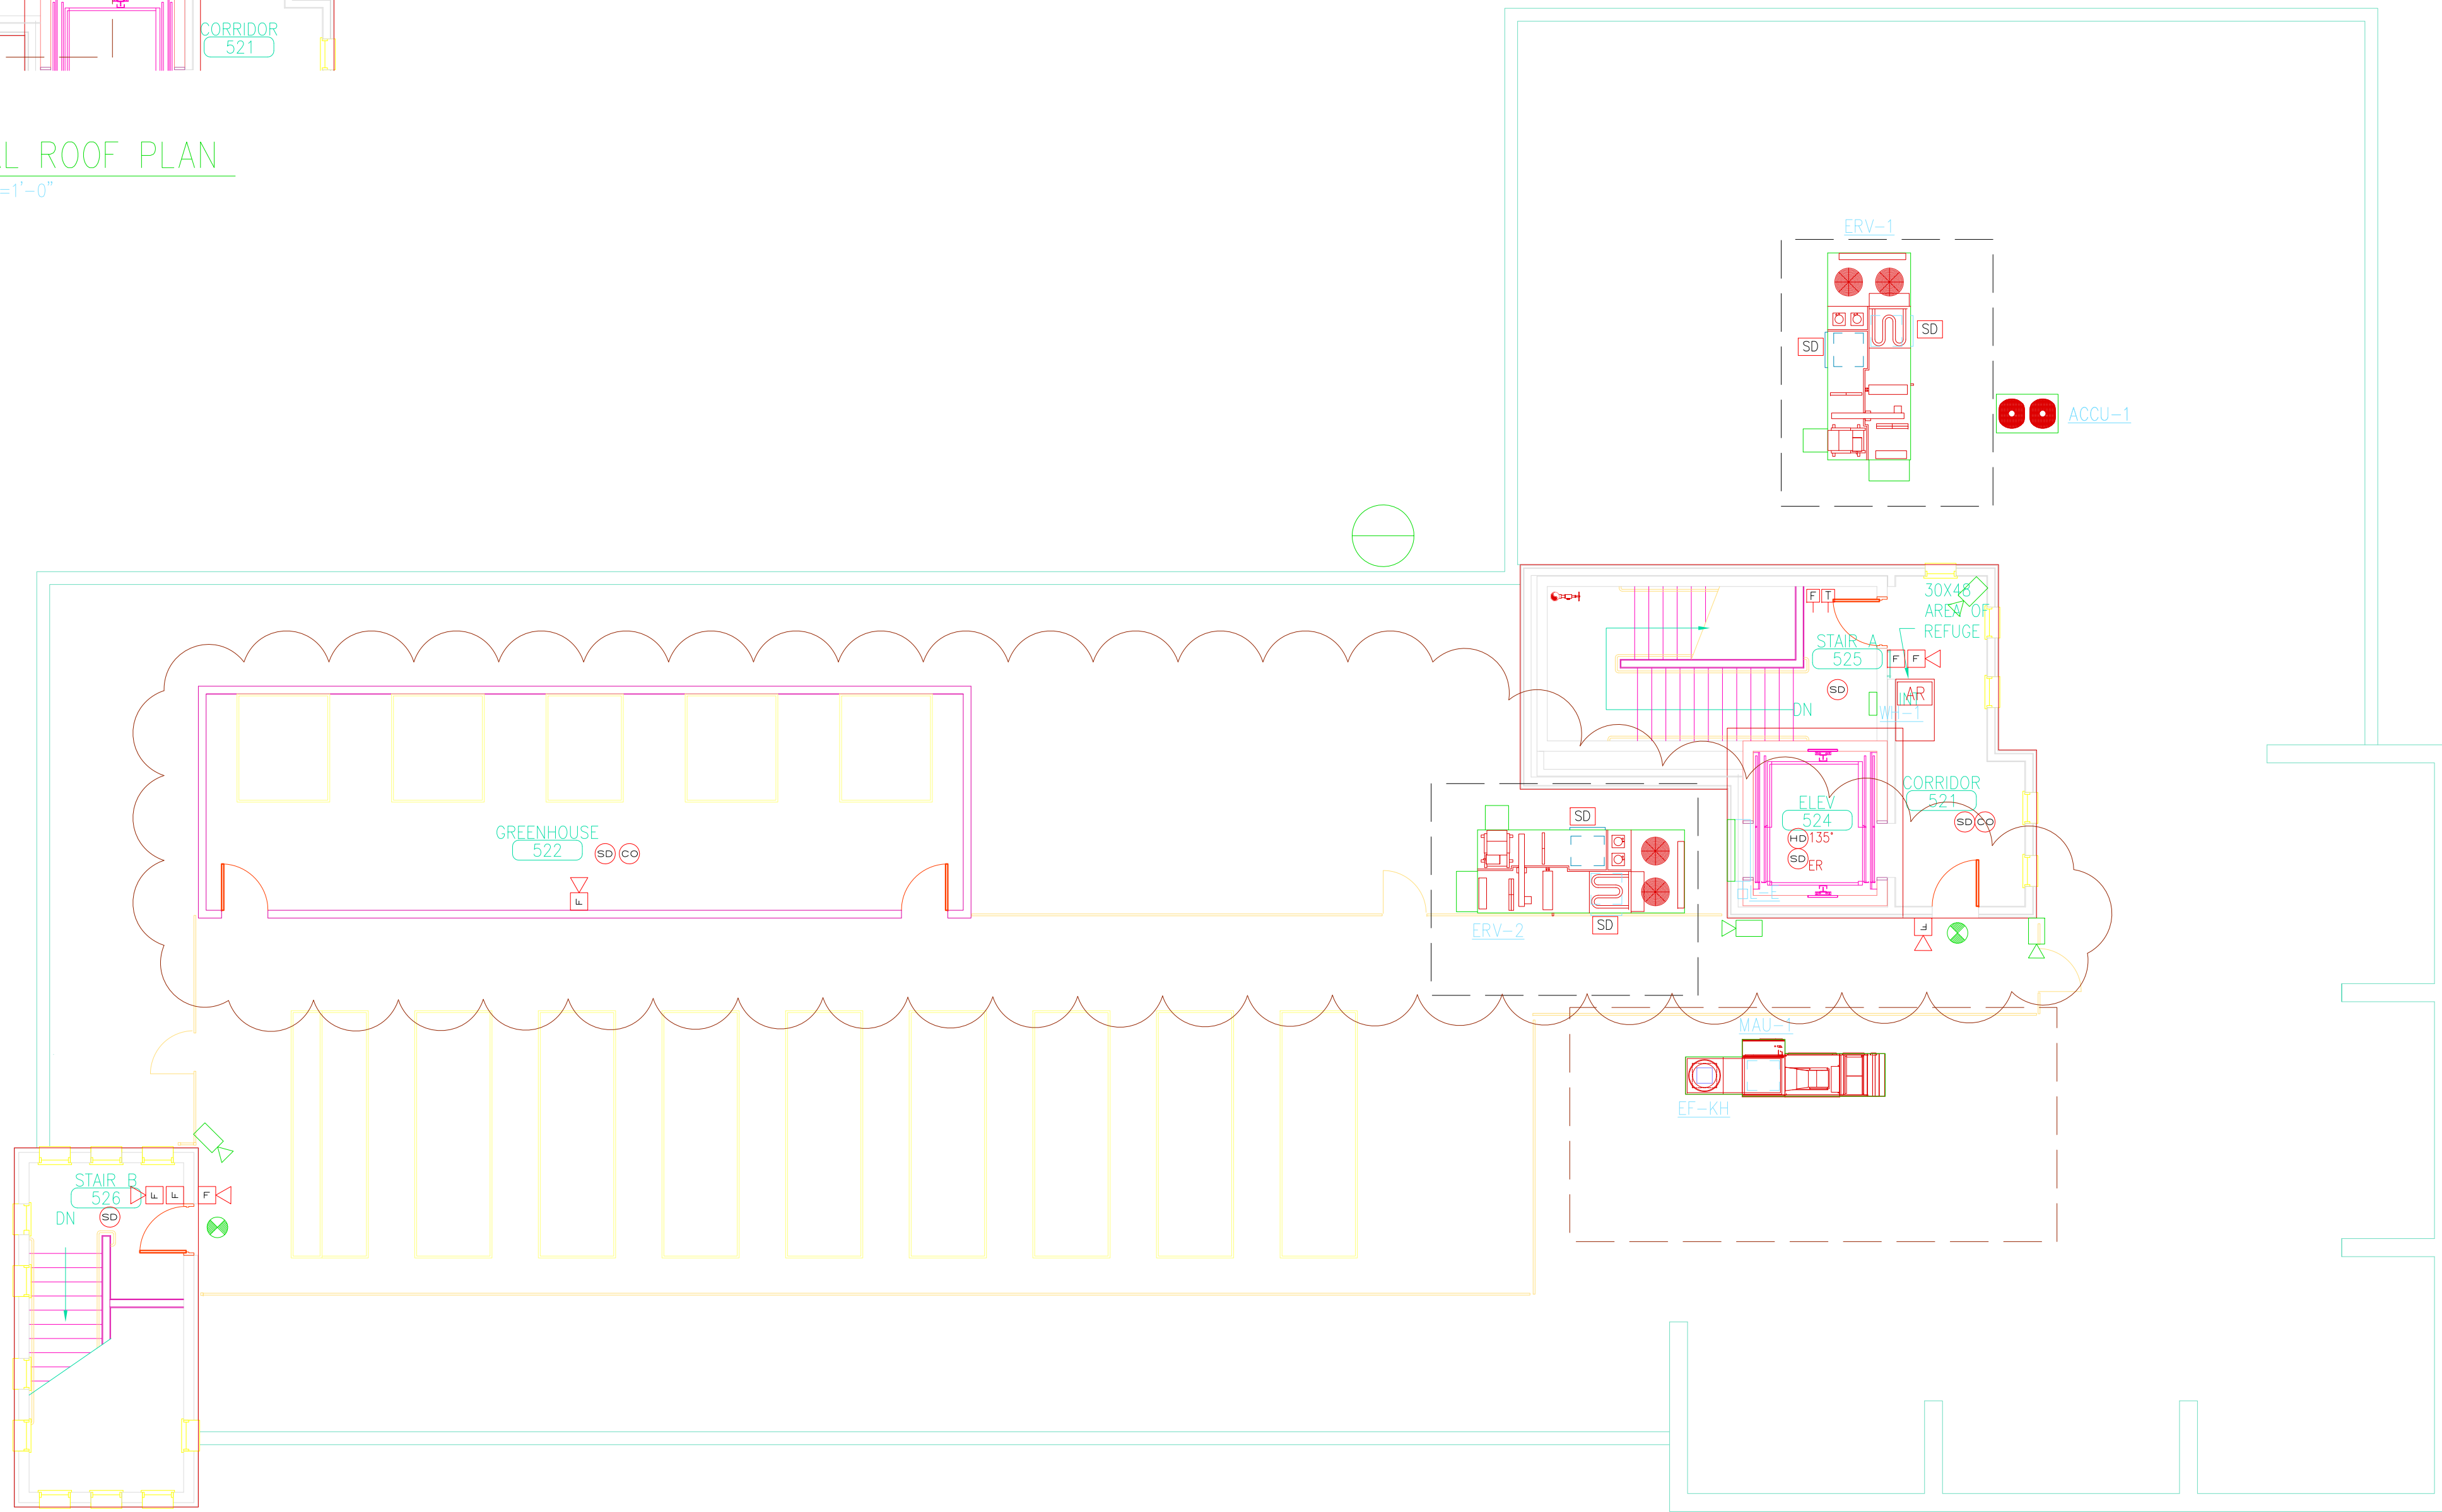 CORRIDOR
521
L ROOF PLAN
=1'-0"
ERV-1
SD
SD
ACCU-1
F T
30X48
AREA OF
REFUGE
STAIR A
525
F F
SD
AR
DN
WH-1
CORRIDOR
521
ELEV
524
SD
SD CO
HD 135°
GREENHOUSE
522
SD CO
SD ER
F
SD
ERV-2
F
MAU-1
EF-KH
STAIR B
526
F F F
DN
SD